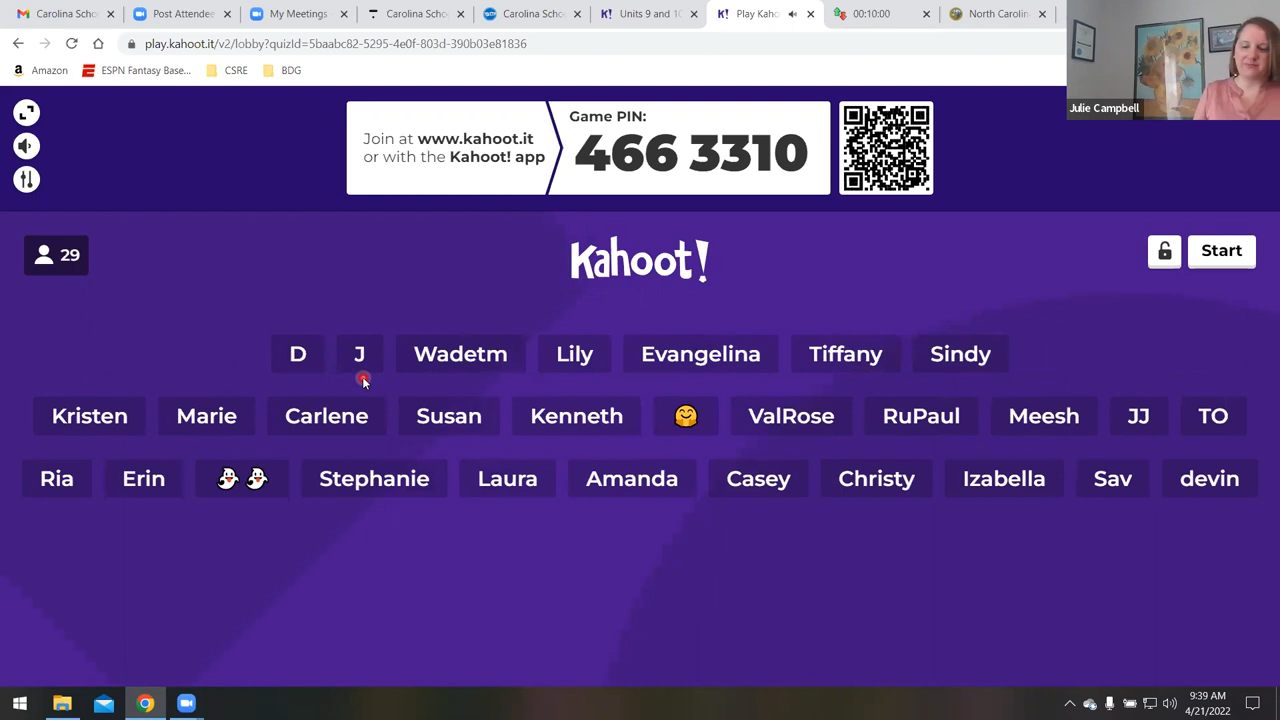 Carolina Scho
Post Attendee
My Meetings
Carolina Scho
Carolina Scho
Units 9 and 10
Play Kaho
00:10:00
North Carolin
play.kahoot.it/v2/lobby?quizId=5baabc82-5295-4e0f-803d-390b03e81836
Amazon
ESPN Fantasy Base...
CSRE
BDG
Julie Campbell
Join at www.kahoot.it
or with the Kahoot! app
Game PIN:
466 3310
29
Kahoot!
Start
D J Wadetm Lily Evangelina Tiffany Sindy
Kristen Marie Carlene Susan Kenneth 🤗 ValRose RuPaul Meesh JJ TO
Ria Erin Stephanie Laura Amanda Casey Christy Izabella Sav devin
9:39 AM
4/21/2022